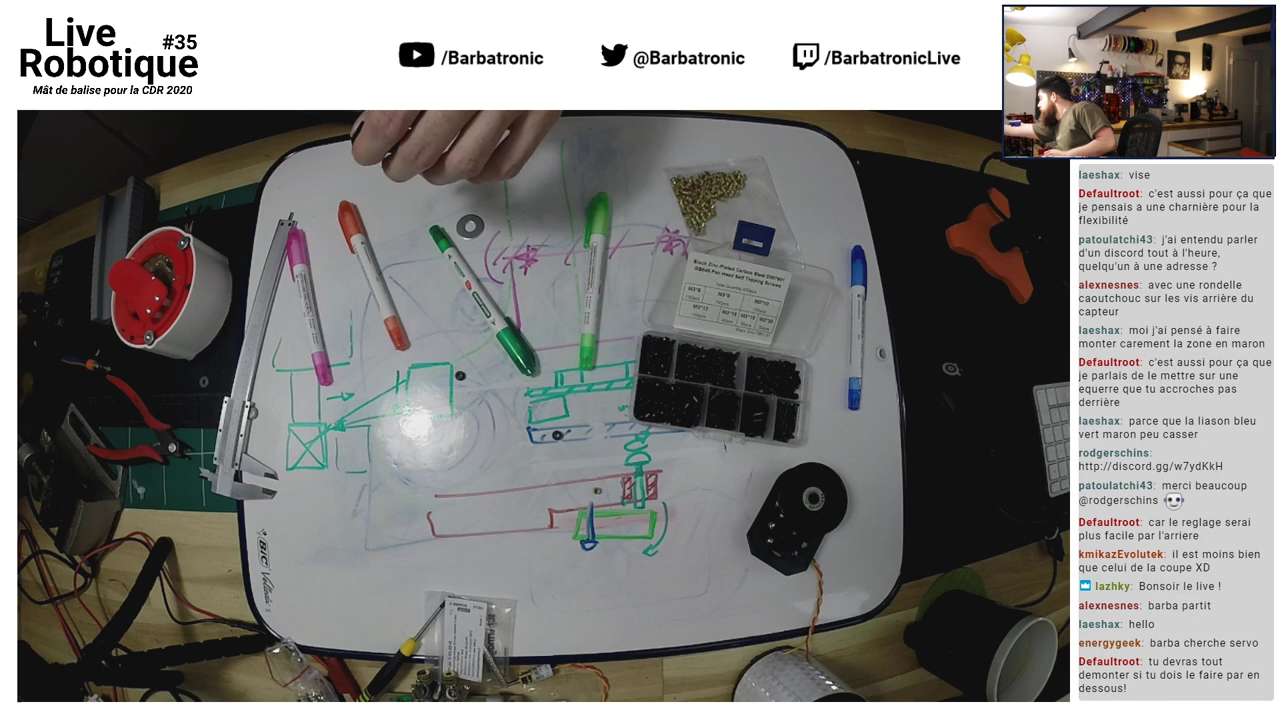 Live
Robotique #35
Mât de balise pour la CDR 2020
/Barbatronic
@Barbatronic
/BarbatronicLive
laeshax: vise
Defaultroot: c'est aussi pour ça que
je pensais a une charnière pour la
flexibilité
patoulatchi43: j'ai entendu parler
d'un discord tout à l'heure,
quelqu'un à une adresse ?
alexnesnes: avec une rondelle
caoutchouc sur les vis arrière du
capteur
laeshax: moi j'ai pensé à faire
monter carement la zone en maron
Defaultroot: c'est aussi pour ça que
je parlais de le mettre sur une
equerre que tu accroches pas
derrière
laeshax: parce que la liason bleu
vert maron peu casser
rodgerschins:
http://discord.gg/w7ydKkH
patoulatchi43: merci beaucoup
@rodgerschins
Defaultroot: car le reglage serai
plus facile par l'arriere
kmikazEvolutek: il est moins bien
que celui de la coupe XD
lazhky: Bonsoir le live !
alexnesnes: barba partit
laeshax: hello
energygeek: barba cherche servo
Defaultroot: tu devras tout
demonter si tu dois le faire par en
dessous!
BIC Velleda